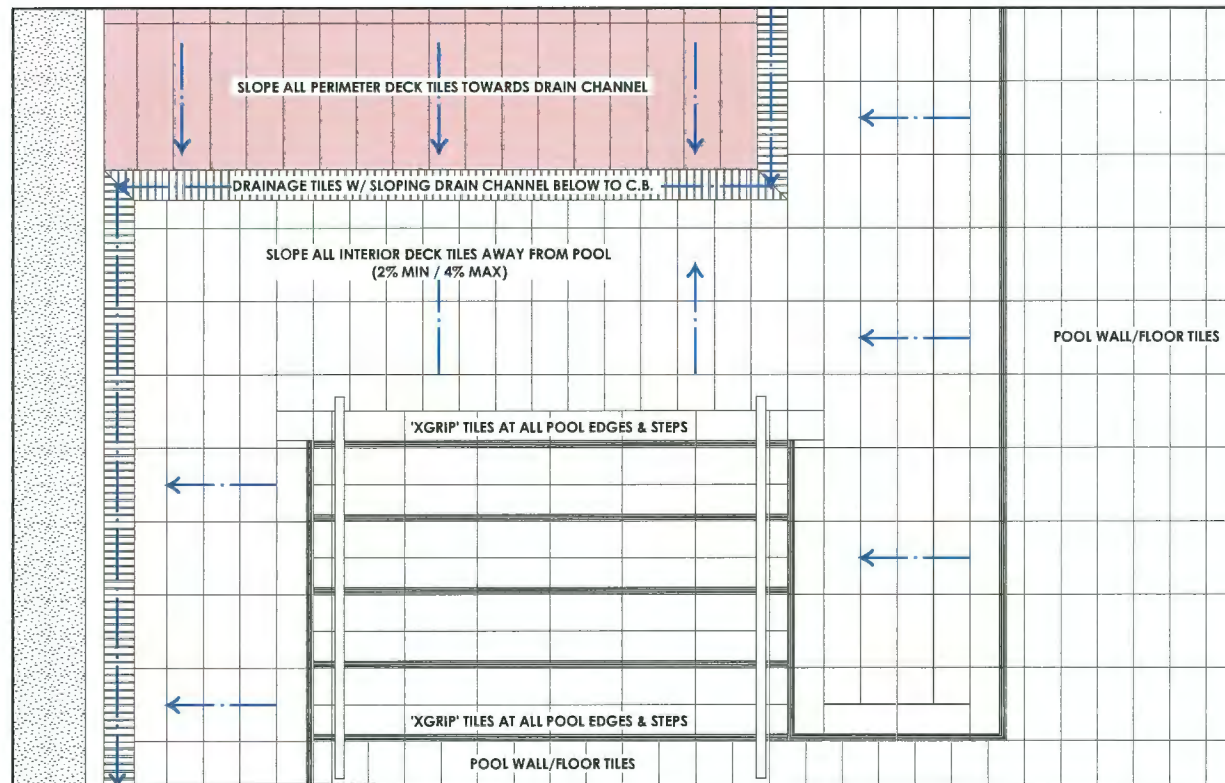 SLOPE ALL PERIMETER DECK TILES TOWARDS DRAIN CHANNEL
DRAINAGE TILES W/ SLOPING DRAIN CHANNEL BELOW TO C.B.
SLOPE ALL INTERIOR DECK TILES AWAY FROM POOL
(2% MIN / 4% MAX)
POOL WALL/FLOOR TILES
'XGRIP' TILES AT ALL POOL EDGES & STEPS
'XGRIP' TILES AT ALL POOL EDGES & STEPS
POOL WALL/FLOOR TILES